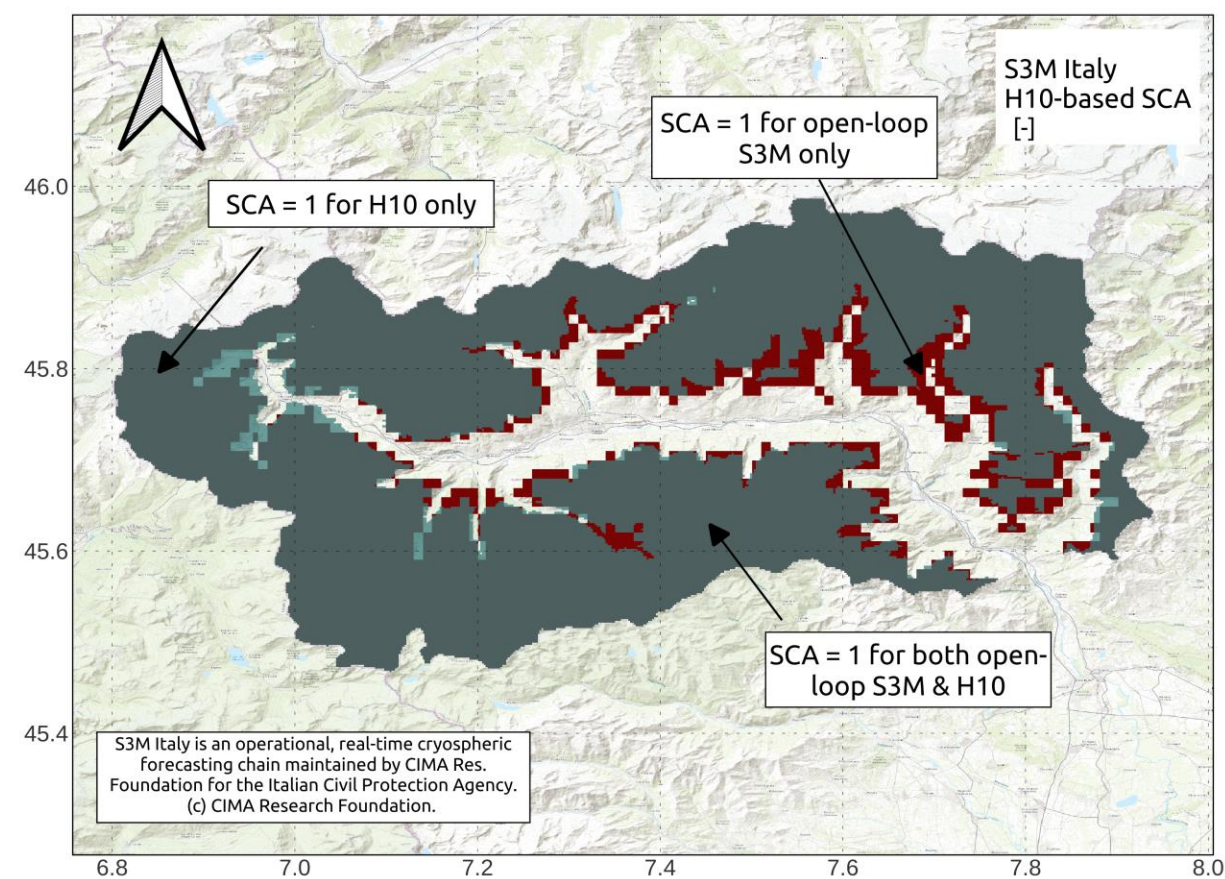 S3M Italy
H10-based SCA
[-]
SCA = 1 for open-loop
S3M only
SCA = 1 for H10 only
46.0
45.8
45.6
45.4
SCA = 1 for both open-
loop S3M & H10
S3M Italy is an operational, real-time cryospheric
forecasting chain maintained by CIMA Res.
Foundation for the Italian Civil Protection Agency.
(c) CIMA Research Foundation.
6.8 7.0 7.2 7.4 7.6 7.8 8.0